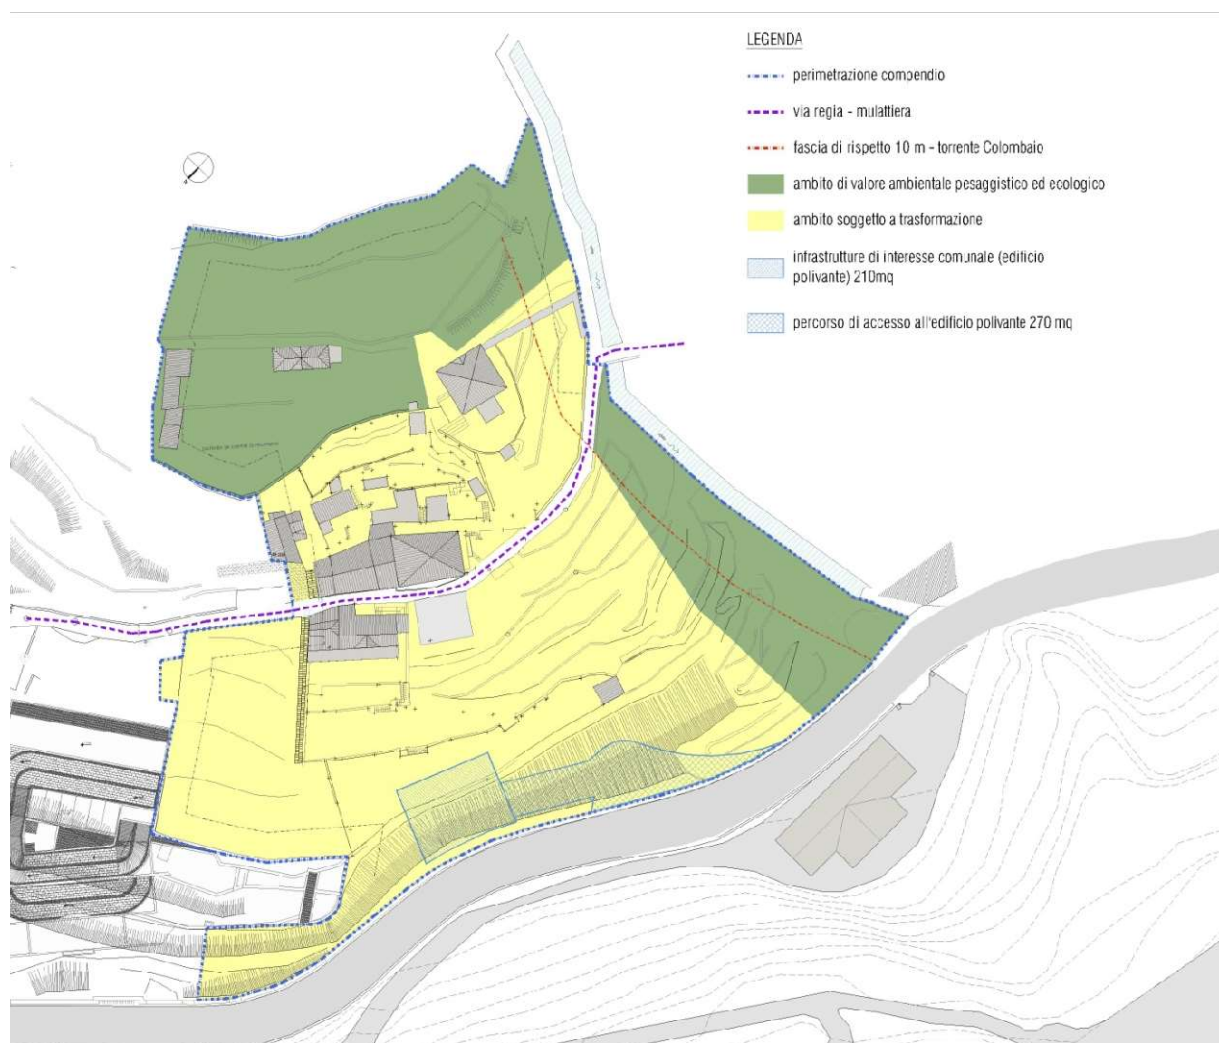 LEGENDA
perimetrazione compendio
via regia - mulattiera
fascia di rispetto 10 m - torrente Colombaio
ambito di valore ambientale pesaggistico ed ecologico
ambito soggetto a trasformazione
infrastrutture di interesse comunale (edificio
polivante) 210mq
percorso di accesso all'edificio polivante 270 mq